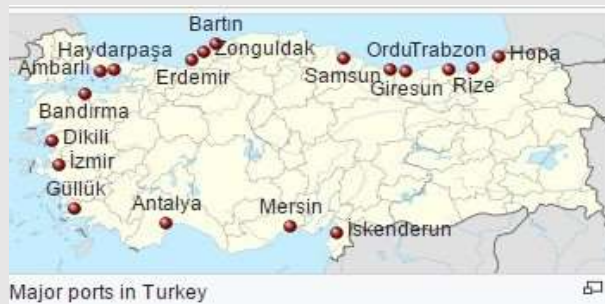 Bartın
Haydarpaşa
Zonguldak
Ordu
Trabzon
Hopa
Ambarlı
Erdemir
Samsun
Giresun
Rize
Bandırma
Dikili
İzmir
Güllük
Antalya
Mersin
İskenderun
Major ports in Turkey